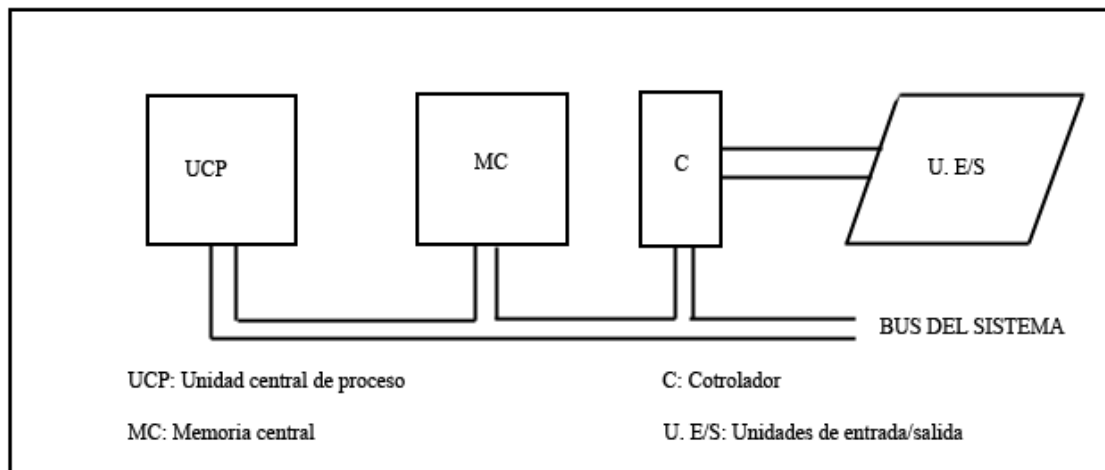 UCP
MC
C
U. E/S
BUS DEL SISTEMA
UCP: Unidad central de proceso
C: Cotrolador
MC: Memoria central
U. E/S: Unidades de entrada/salida